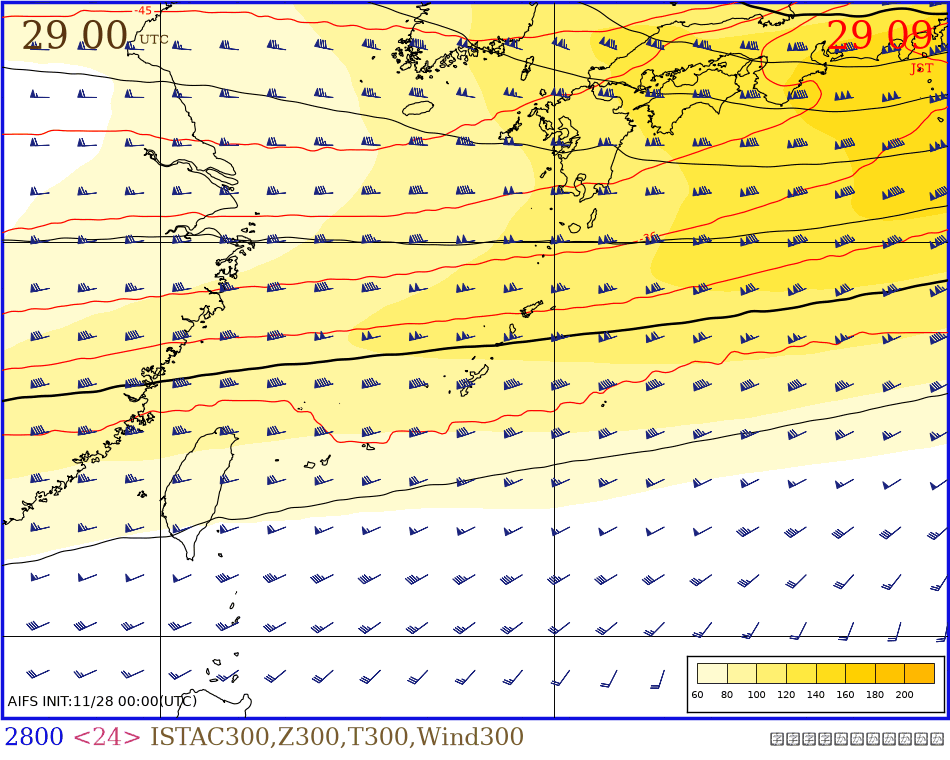 -45
29 00 UTC
29 09
JST
-35
60 80 100 120 140 160 180 200
AIFS INIT:11/28 00:00(UTC)
2800 <24> ISTAC300,Z300,T300,Wind300